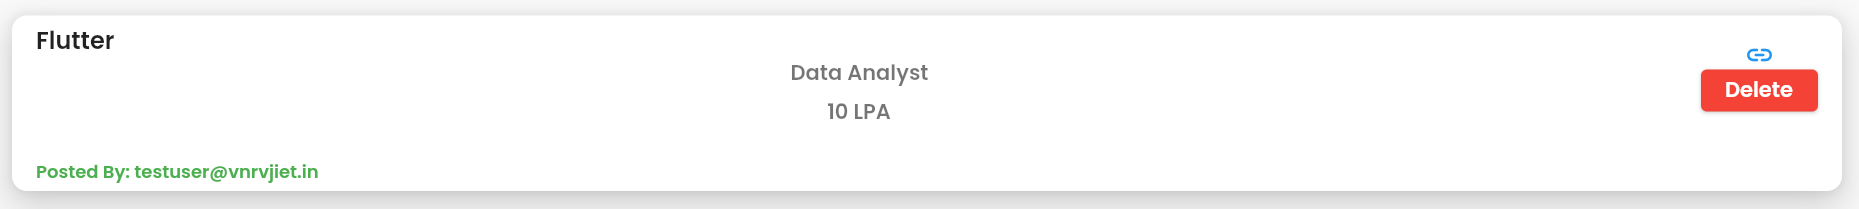 Flutter
Data Analyst
10 LPA
Delete
Posted By: testuser@vnrvjiet.in